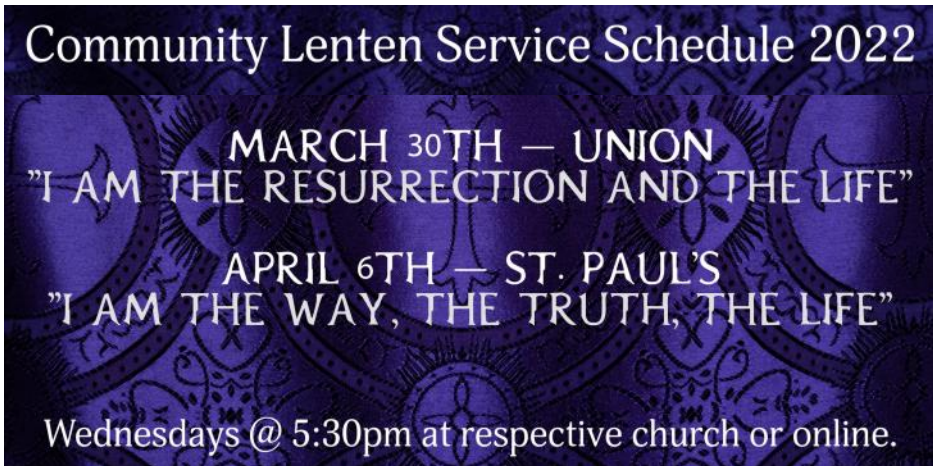 Community Lenten Service Schedule 2022
MARCH 30TH — UNION
"I AM THE RESURRECTION AND THE LIFE"
APRIL 6TH — ST. PAUL'S
"I AM THE WAY, THE TRUTH, THE LIFE"
Wednesdays @ 5:30pm at respective church or online.